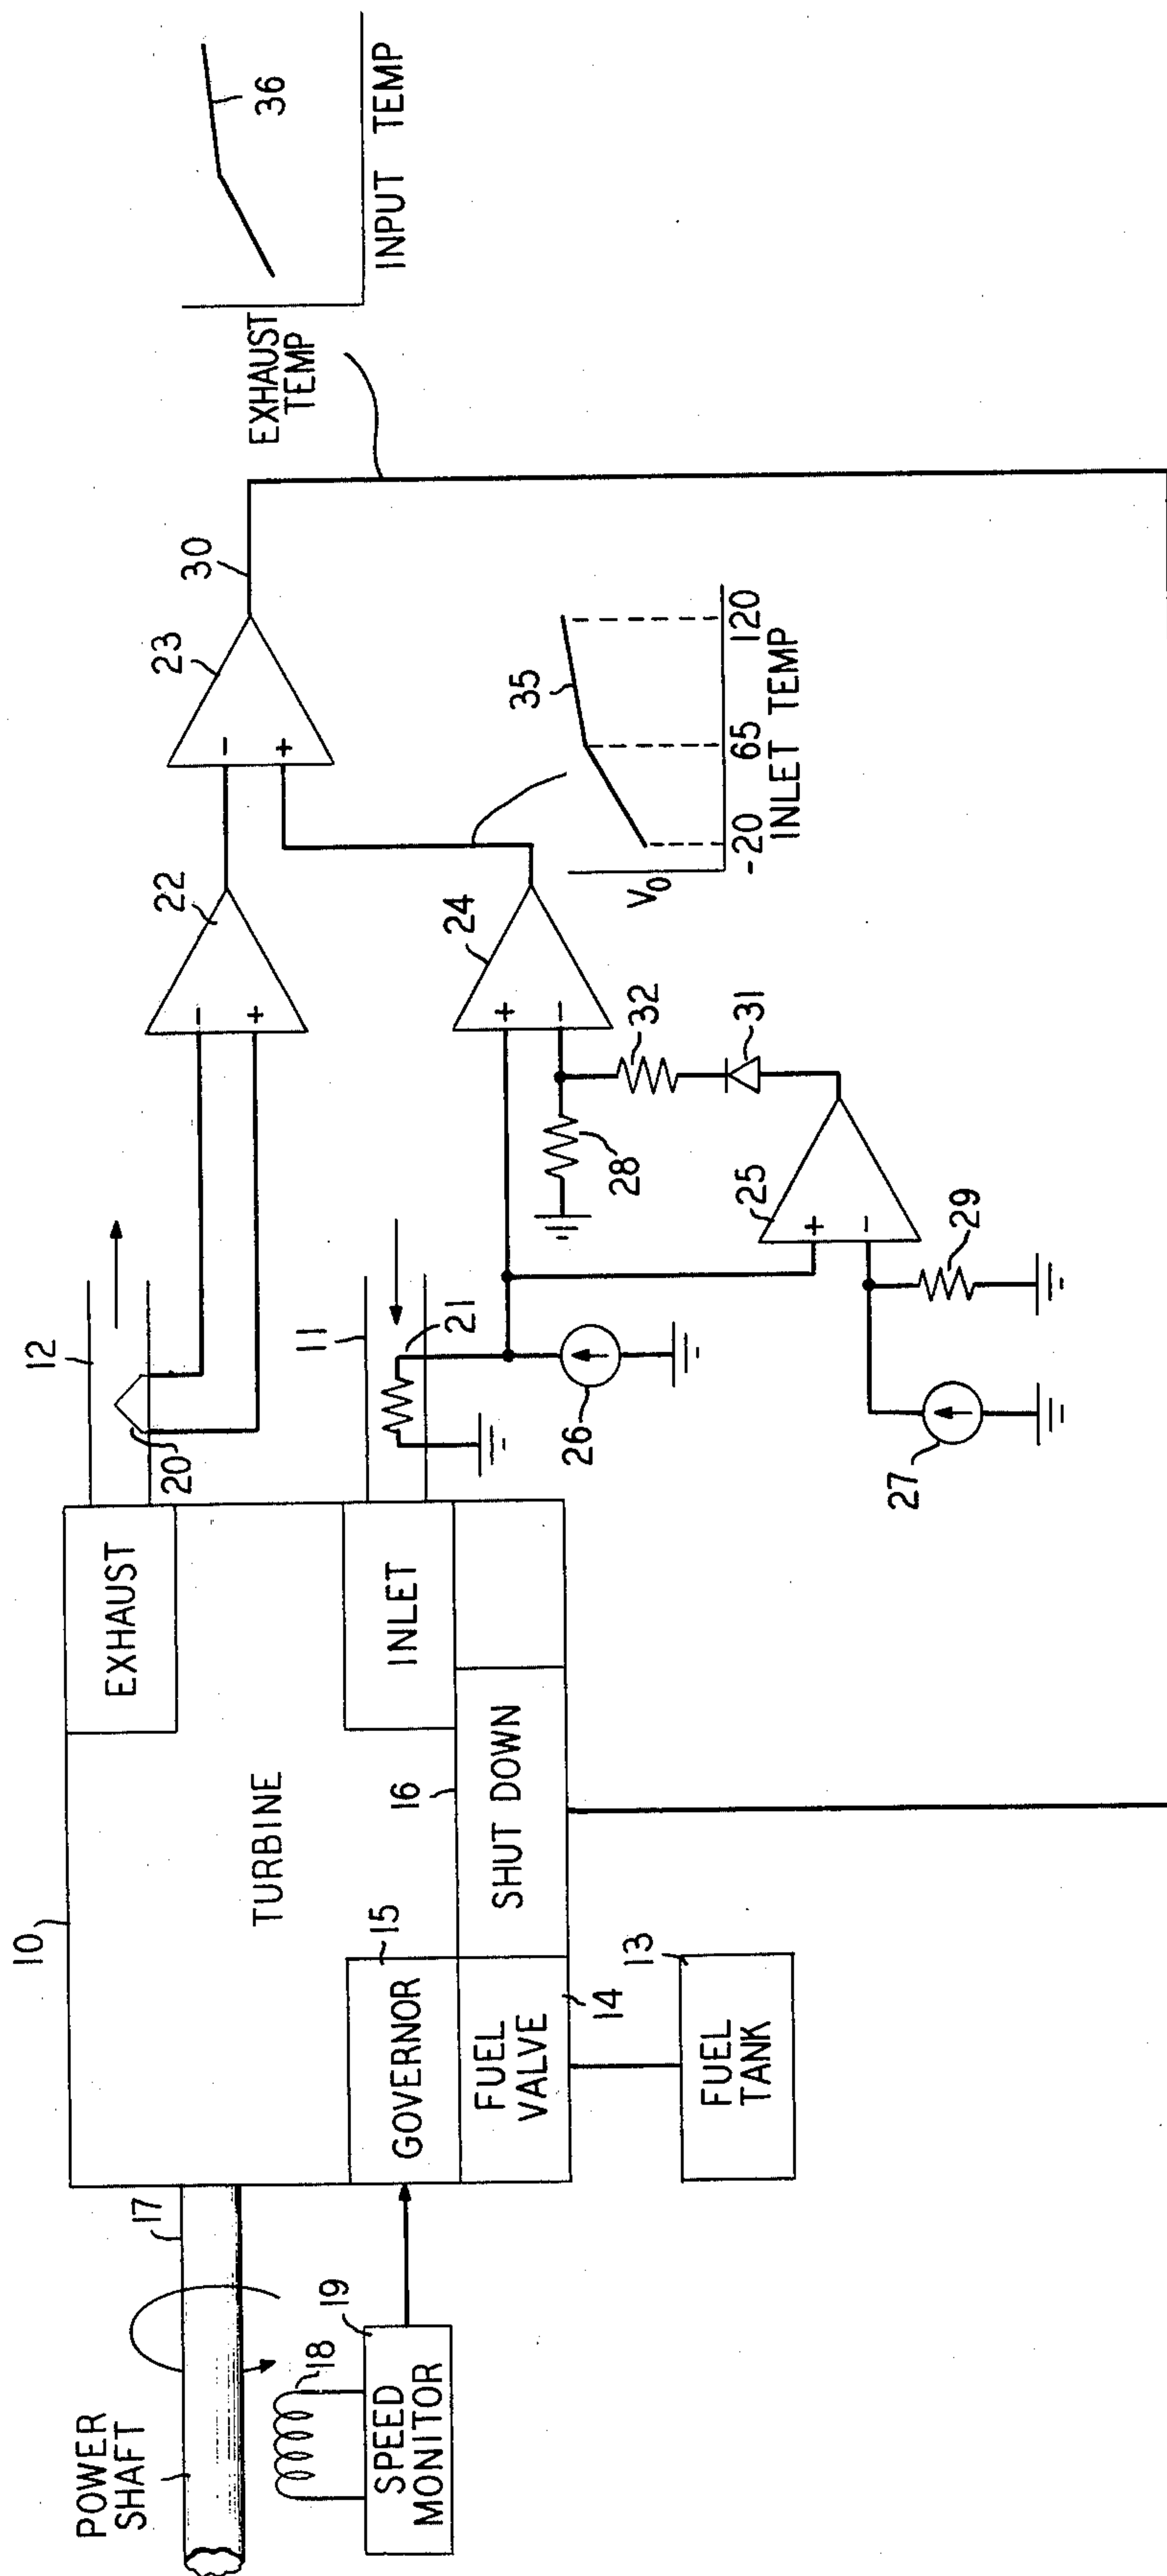 POWER
SHAFT
17
18
19
SPEED
MONITOR
10
TURBINE
EXHAUST
INLET
GOVERNOR
15
16
FUEL
VALVE
14
SHUT DOWN
13
FUEL
TANK
12
20
11
21
26
27
28
29
25
31
32
24
22
23
30
- +
- +
+ -
+ -
V0
35
-20 65 120
INLET TEMP
EXHAUST
TEMP
36
INPUT TEMP